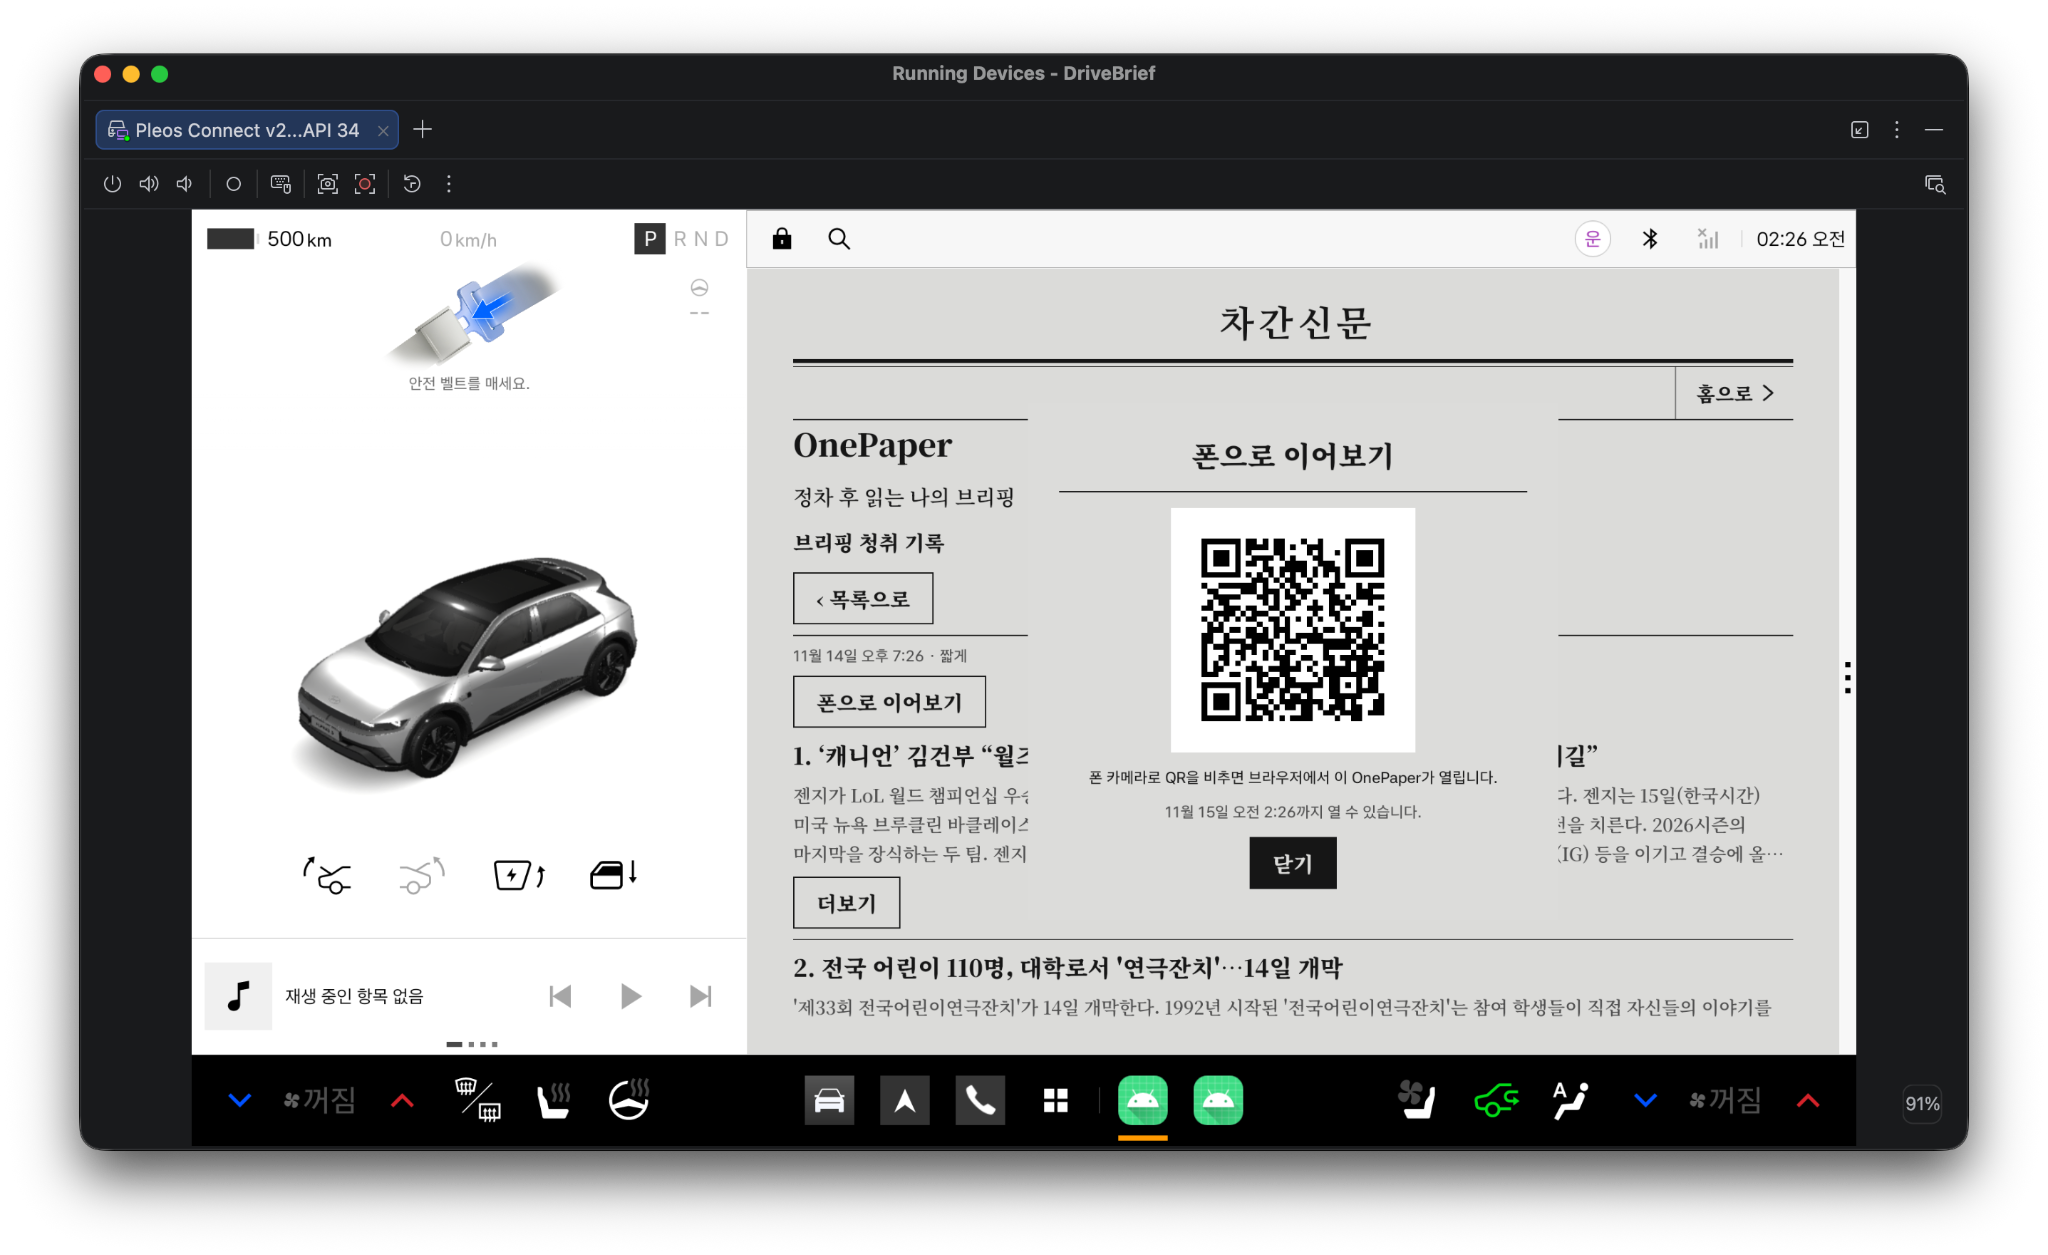 Running Devices - DriveBrief
Pleos Connect v2...API 34
500 km
0 km/h
P R N D
운
02:26 오전
--
안전 벨트를 매세요.
차간신문
홈으로
OnePaper
정차 후 읽는 나의 브리핑
브리핑 청취 기록
‹ 목록으로
11월 14일 오후 7:26 · 짧게
폰으로 이어보기
1. ‘캐니언’ 김건부 “월즈
길”
젠지가 LoL 월드 챔피언십 우승
다. 젠지는 15일(한국시간)
미국 뉴욕 브루클린 바클레이스
전을 치른다. 2026시즌의
마지막을 장식하는 두 팀. 젠지
(IG) 등을 이기고 결승에 올…
더보기
폰으로 이어보기
폰 카메라로 QR을 비추면 브라우저에서 이 OnePaper가 열립니다.
11월 15일 오전 2:26까지 열 수 있습니다.
닫기
2. 전국 어린이 110명, 대학로서 '연극잔치'…14일 개막
'제33회 전국어린이연극잔치'가 14일 개막한다. 1992년 시작된 '전국어린이연극잔치'는 참여 학생들이 직접 자신들의 이야기를
재생 중인 항목 없음
꺼짐
A
꺼짐
91%